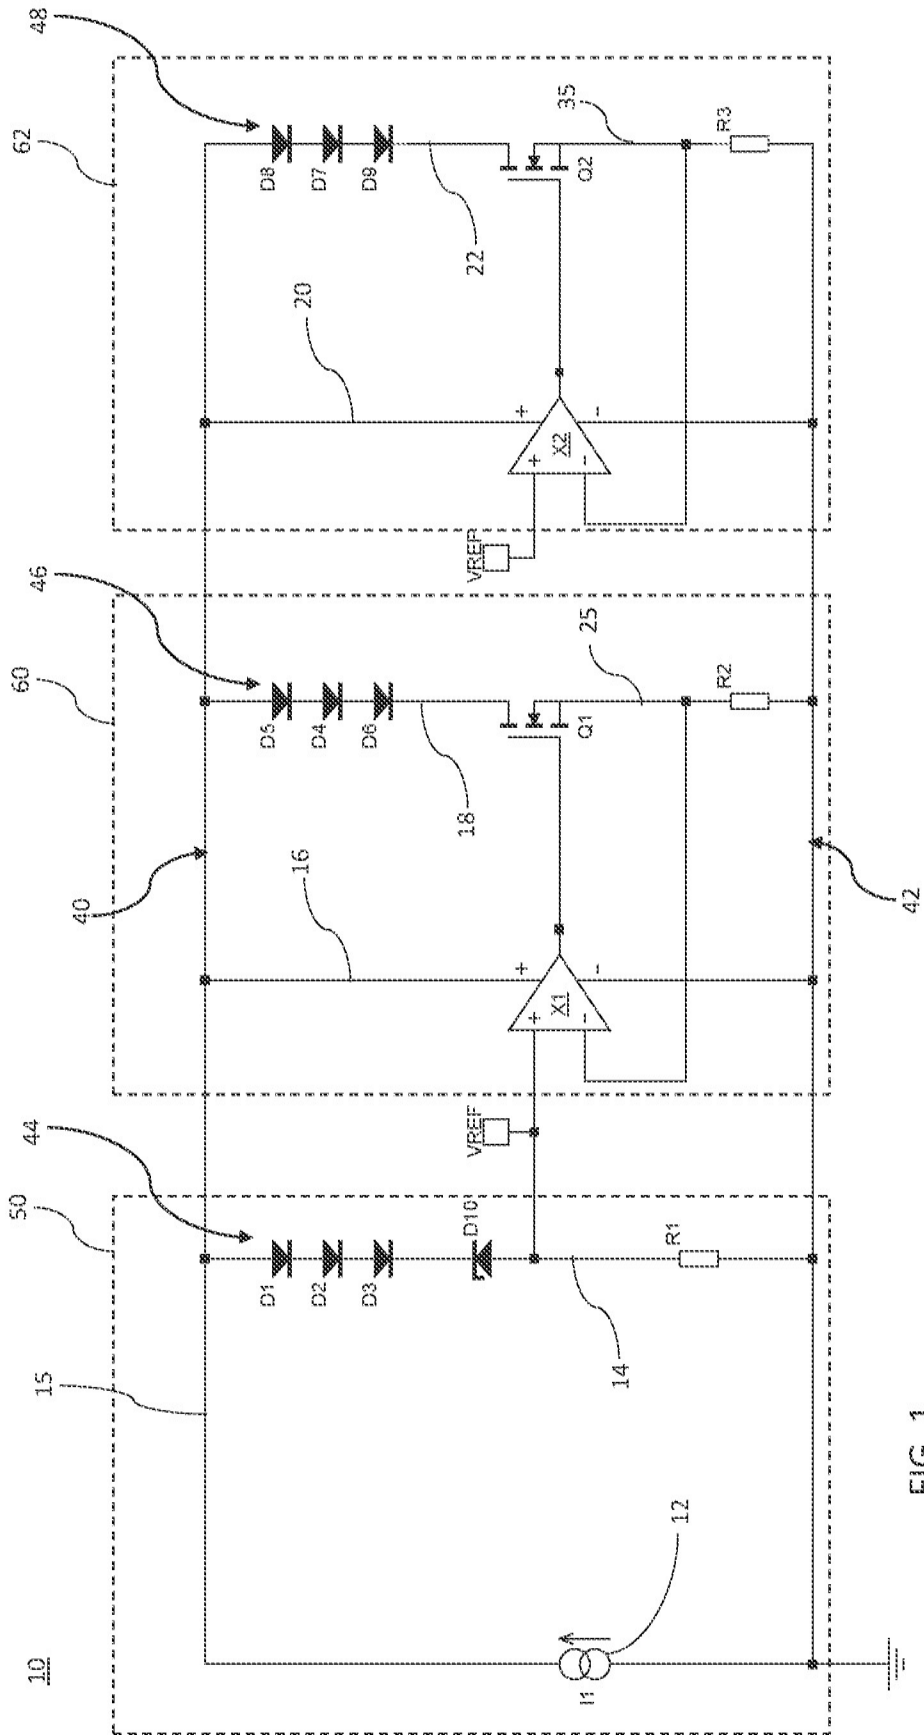 10
15
50
44
40
60
46
62
48
D1
D2
D3
D10
VREF
14
R1
I1
12
16
X1
+
-
+
-
D5
D4
D6
18
Q1
25
R2
VREF
20
X2
+
-
+
-
D8
D7
D9
22
Q2
35
R3
42
FIG. 1